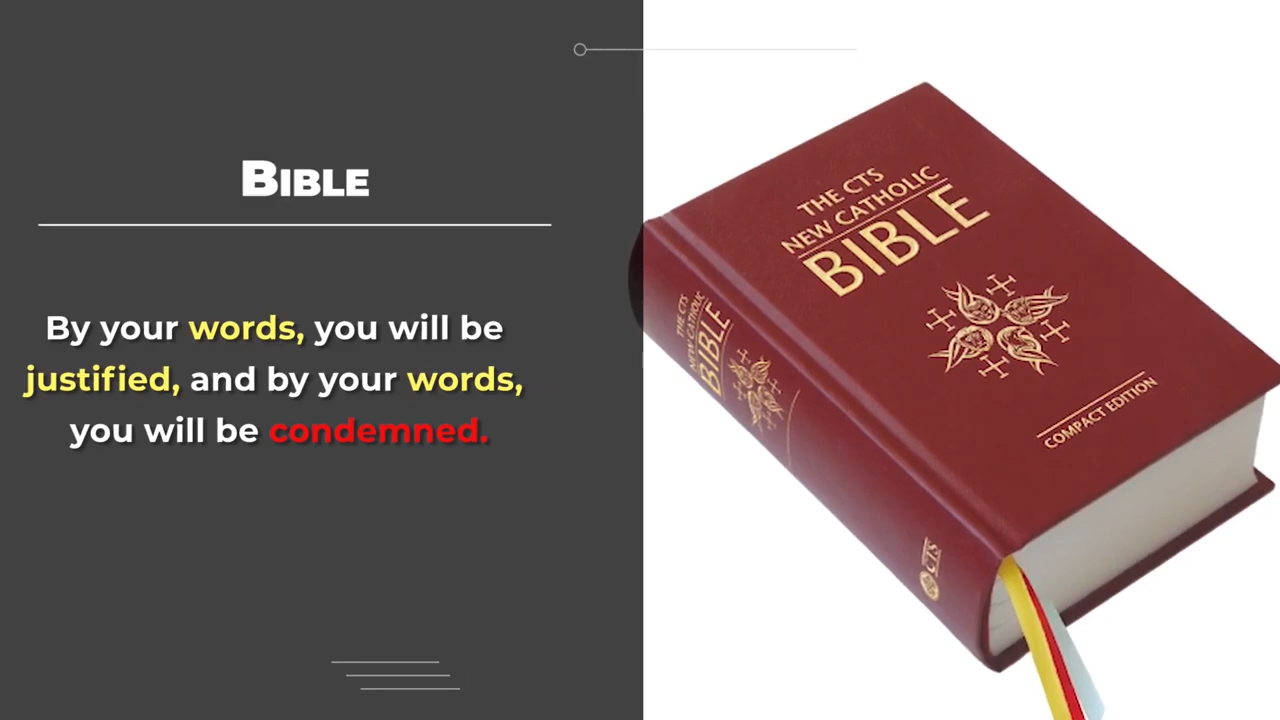 BIBLE
By your words, you will be
justified, and by your words,
you will be condemned.
THE CTS
NEW CATHOLIC
BIBLE
COMPACT EDITION
THE CTS
NEW CATHOLIC
BIBLE
CTS